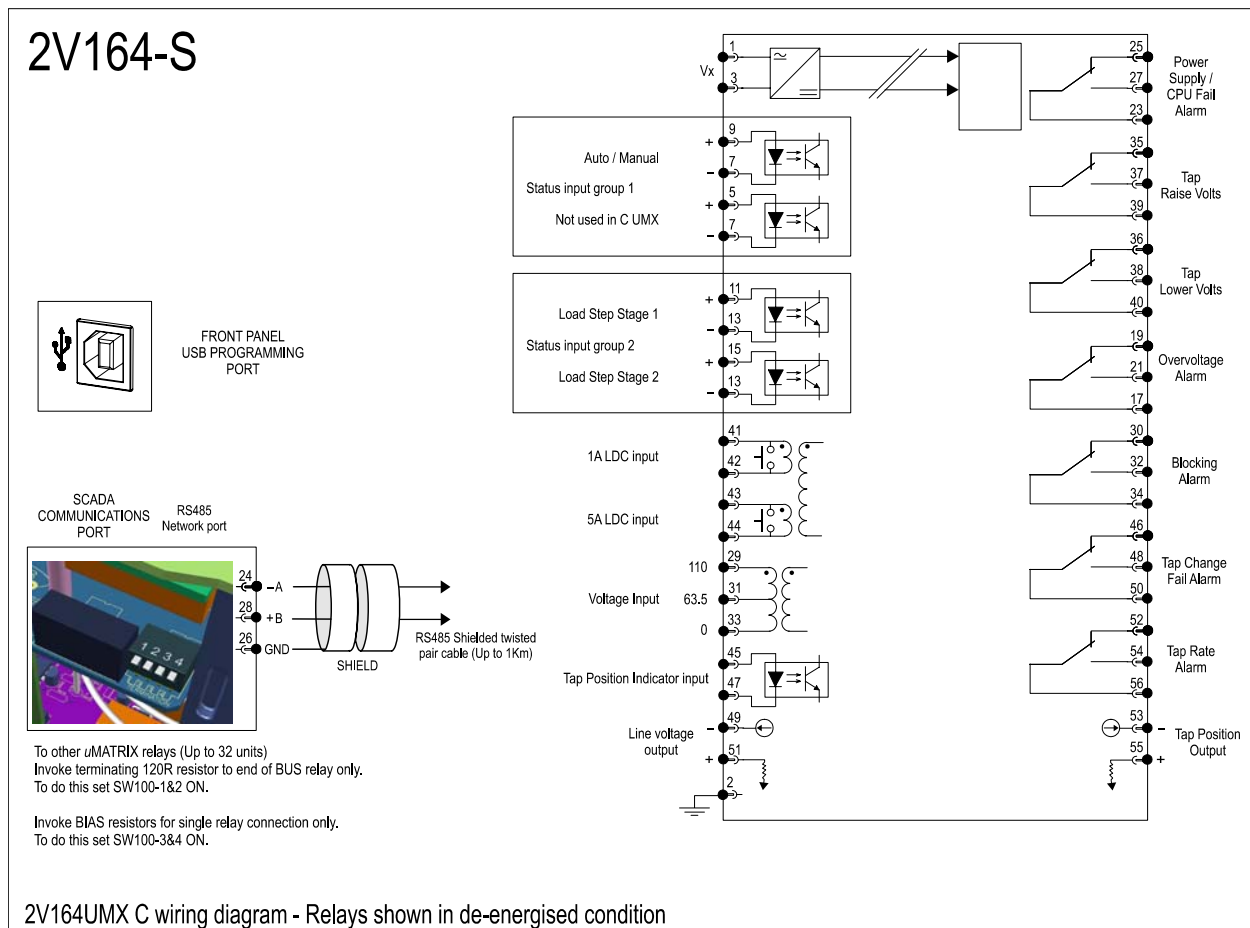 2V164-S
FRONT PANEL
USB PROGRAMMING
PORT
SCADA
COMMUNICATIONS
PORT
RS485
Network port
24
-A
28
+B
26
GND
1 2 3 4
SHIELD
RS485 Shielded twisted
pair cable (Up to 1Km)
To other uMATRIX relays (Up to 32 units)
Invoke terminating 120R resistor to end of BUS relay only.
To do this set SW100-1&2 ON.
Invoke BIAS resistors for single relay connection only.
To do this set SW100-3&4 ON.
Vx
1
3
Auto / Manual
+ 9
- 7
Status input group 1
Not used in C UMX
+ 5
- 7
Load Step Stage 1
+ 11
- 13
Status input group 2
Load Step Stage 2
+ 15
- 13
1A LDC input
41
42
5A LDC input
43
44
Voltage Input
110 29
63.5 31
0 33
Tap Position Indicator input
45
47
Line voltage
output
- 49
+ 51
2
25
27
23
Power
Supply /
CPU Fail
Alarm
35
37
39
Tap
Raise Volts
36
38
40
Tap
Lower Volts
19
21
17
Overvoltage
Alarm
30
32
34
Blocking
Alarm
46
48
50
Tap Change
Fail Alarm
52
54
56
Tap Rate
Alarm
53 -
55 +
Tap Position
Output
2V164UMX C wiring diagram - Relays shown in de-energised condition